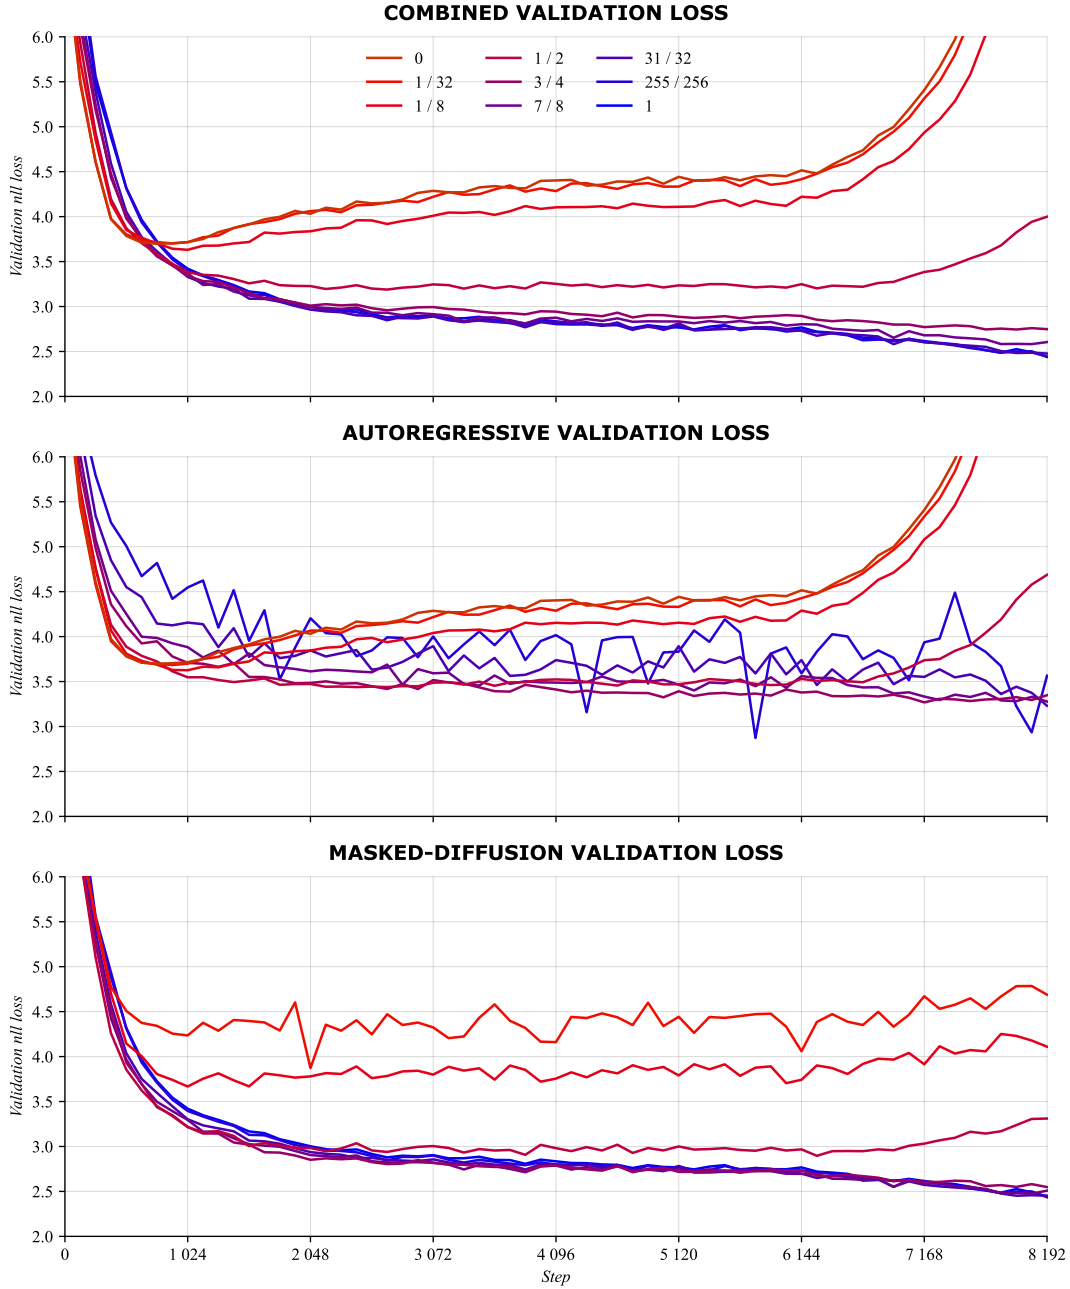 COMBINED VALIDATION LOSS
6.0
5.5
5.0
4.5
4.0
3.5
3.0
2.5
2.0
Validation nll loss
0
1 / 32
1 / 8
1 / 2
3 / 4
7 / 8
31 / 32
255 / 256
1
AUTOREGRESSIVE VALIDATION LOSS
6.0
5.5
5.0
4.5
4.0
3.5
3.0
2.5
2.0
Validation nll loss
MASKED-DIFFUSION VALIDATION LOSS
6.0
5.5
5.0
4.5
4.0
3.5
3.0
2.5
2.0
Validation nll loss
0 1 024 2 048 3 072 4 096 5 120 6 144 7 168 8 192
Step